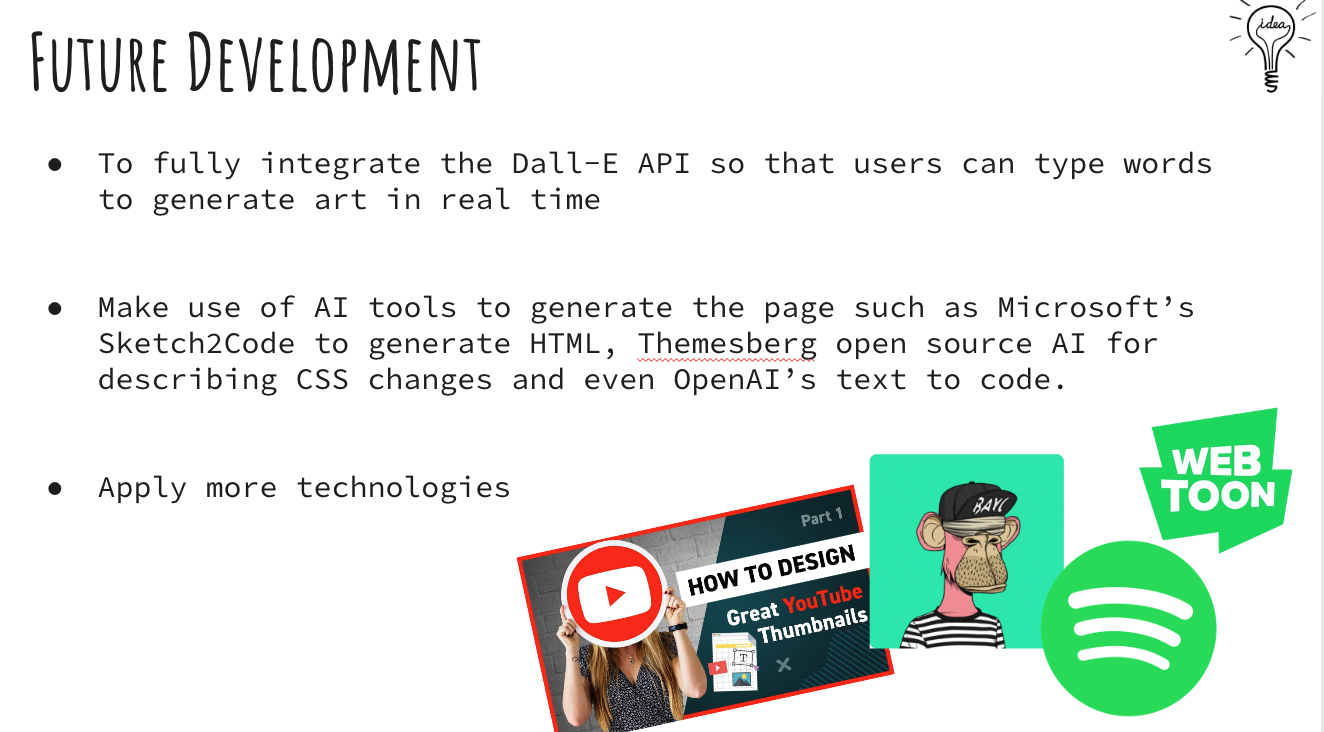 idea
Future Development
● To fully integrate the Dall-E API so that users can type words
to generate art in real time
● Make use of AI tools to generate the page such as Microsoft’s
Sketch2Code to generate HTML, Themesberg open source AI for
describing CSS changes and even OpenAI’s text to code.
● Apply more technologies
Part 1
HOW TO DESIGN
Great YouTube
Thumbnails
T
BAYC
WEB
TOON